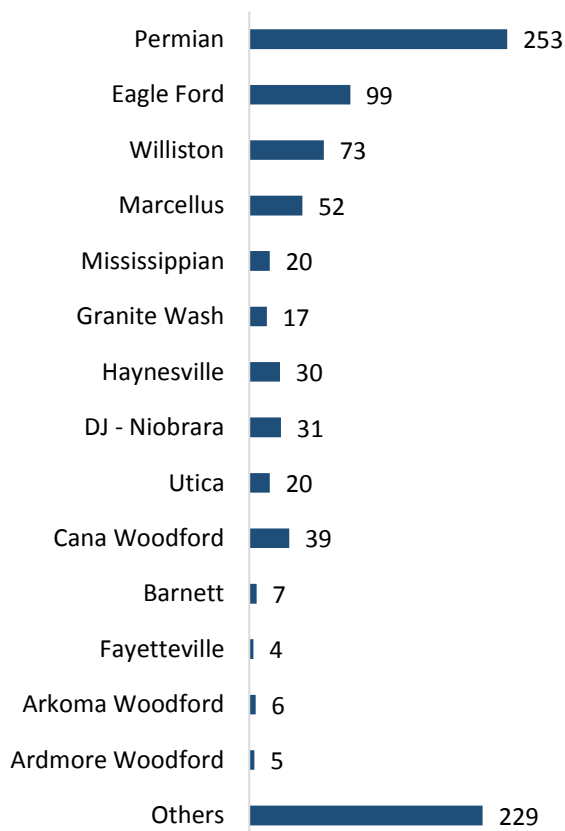 Permian 253
Eagle Ford 99
Williston 73
Marcellus 52
Mississippian 20
Granite Wash 17
Haynesville 30
DJ - Niobrara 31
Utica 20
Cana Woodford 39
Barnett 7
Fayetteville 4
Arkoma Woodford 6
Ardmore Woodford 5
Others 229